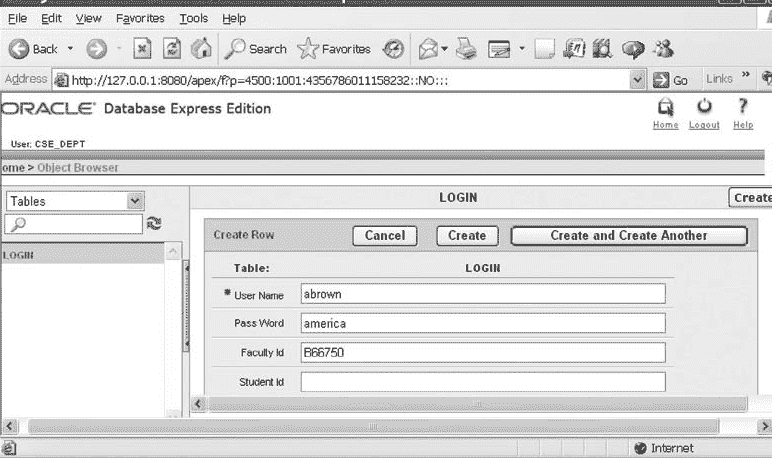 File Edit View Favorites Tools Help
Back Search Favorites
Address http://127.0.0.1:8080/apex/f?p=4500:1001:4356786011158232::NO::: Go Links »
ORACLE Database Express Edition
Home Logout Help
User: CSE_DEPT
ome > Object Browser
Tables LOGIN Create
LOGIN
Create Row Cancel Create Create and Create Another
Table: LOGIN
* User Name abrown
Pass Word america
Faculty Id B66750
Student Id
Internet